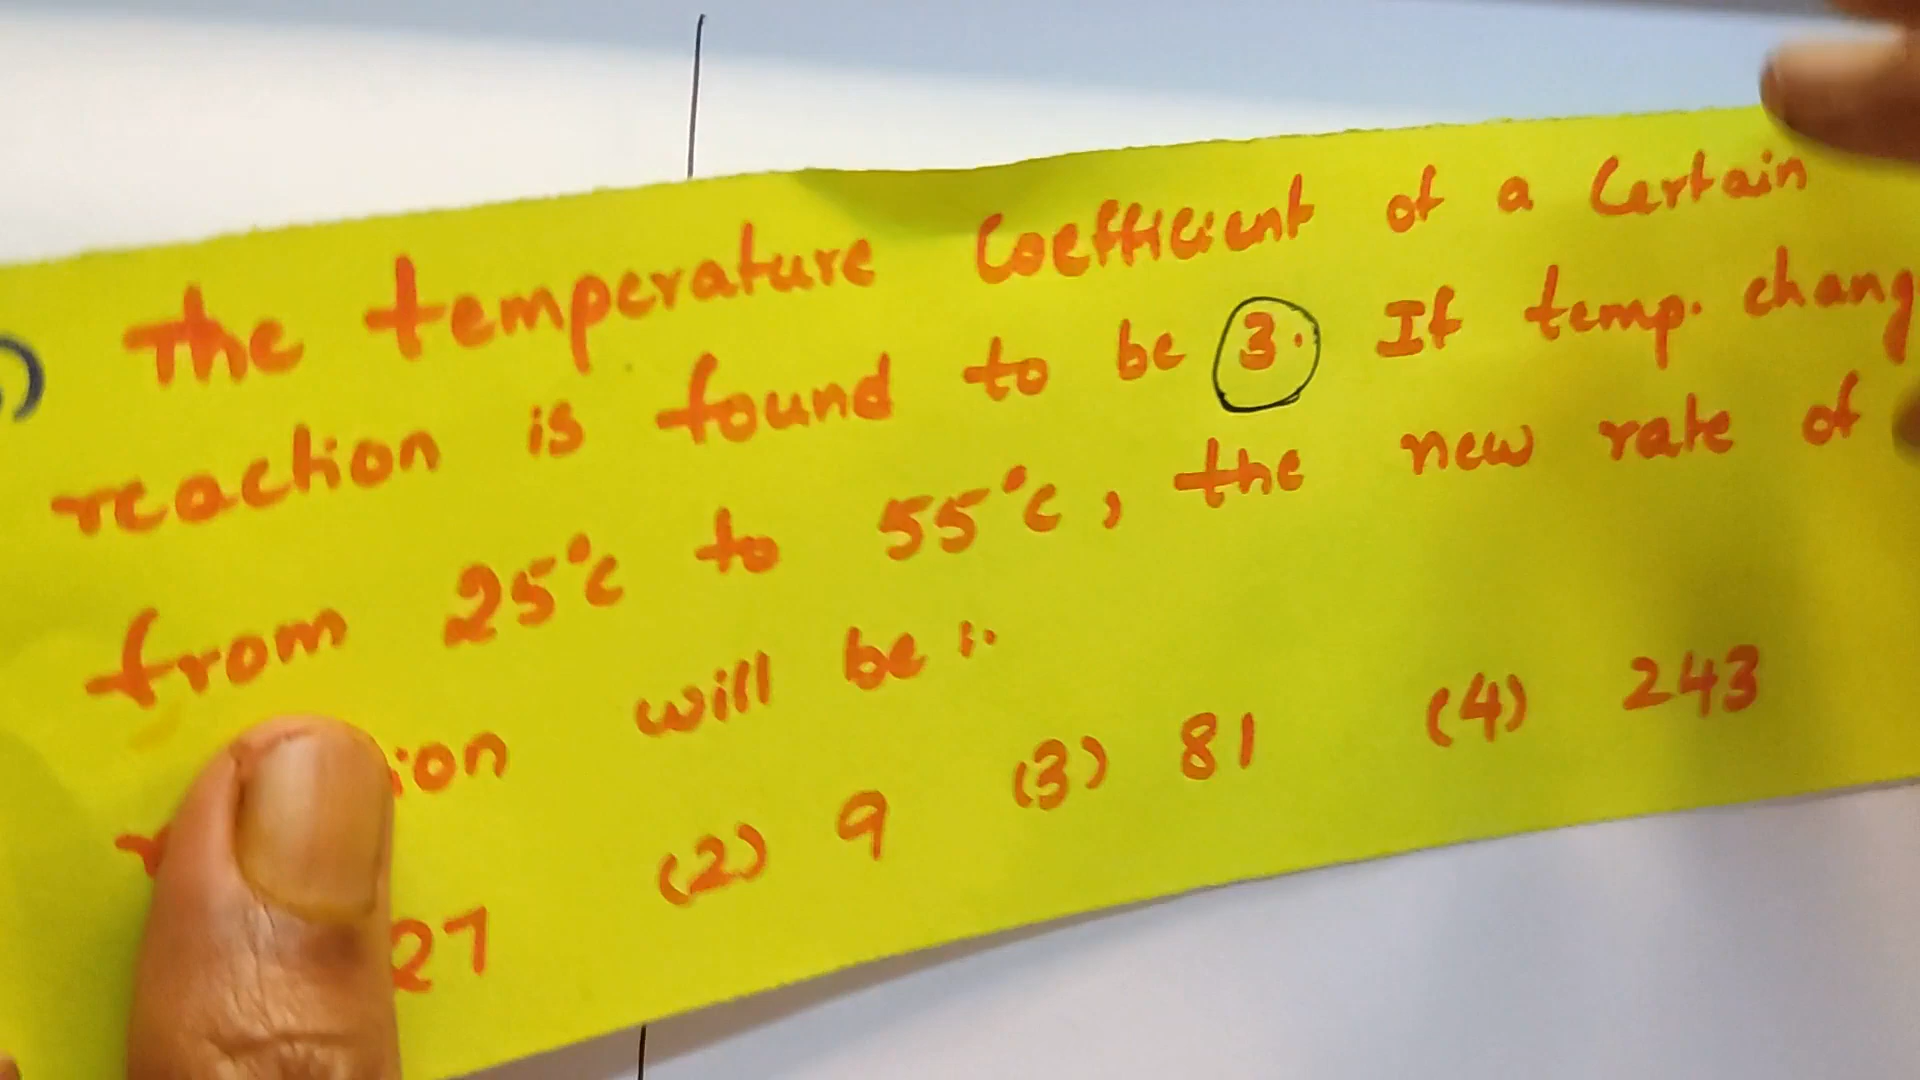 ) The temperature Coefficient of a Certain
reaction is found to be 3. If temp. chang
from 25°c to 55°c, the new rate of
ion will be :-
27 (2) 9 (3) 81 (4) 243